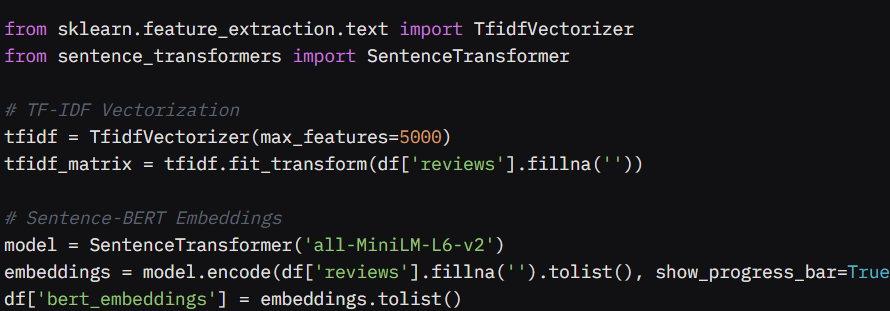 from sklearn.feature_extraction.text import TfidfVectorizer
from sentence_transformers import SentenceTransformer
# TF-IDF Vectorization
tfidf = TfidfVectorizer(max_features=5000)
tfidf_matrix = tfidf.fit_transform(df['reviews'].fillna(''))
# Sentence-BERT Embeddings
model = SentenceTransformer('all-MiniLM-L6-v2')
embeddings = model.encode(df['reviews'].fillna('').tolist(), show_progress_bar=True
df['bert_embeddings'] = embeddings.tolist()